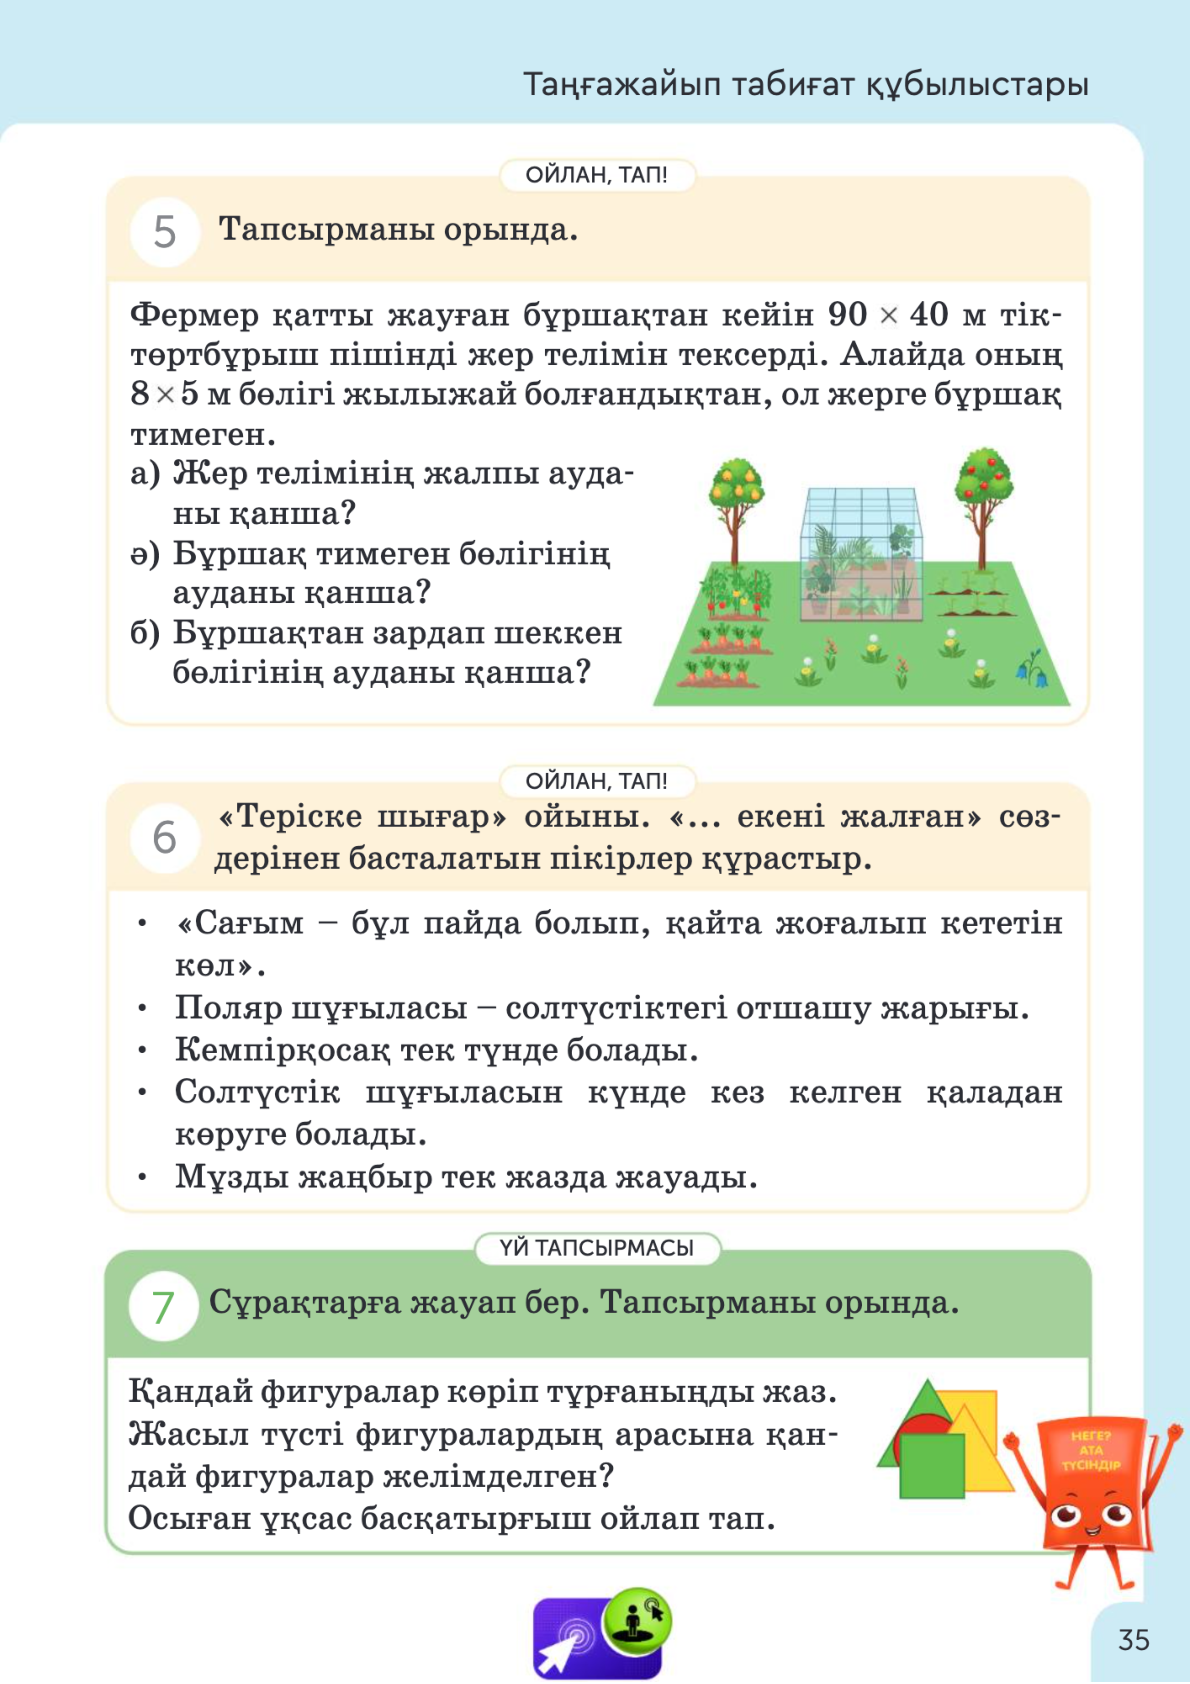 Таңғажайып табиғат құбылыстары
ОЙЛАН, ТАП!
5 Тапсырманы орында.
Фермер қатты жауған бұршақтан кейін 90 × 40 м тік-
төртбұрыш пішінді жер телімін тексерді. Алайда оның
8 × 5 м бөлігі жылыжай болғандықтан, ол жерге бұршақ
тимеген.
а) Жер телімінің жалпы ауда-
ны қанша?
ә) Бұршақ тимеген бөлігінің
ауданы қанша?
б) Бұршақтан зардап шеккен
бөлігінің ауданы қанша?
ОЙЛАН, ТАП!
6 «Теріске шығар» ойыны. «... екені жалған» сөз-
дерінен басталатын пікірлер құрастыр.
• «Сағым – бұл пайда болып, қайта жоғалып кететін
көл».
• Поляр шұғыласы – солтүстіктегі отшашу жарығы.
• Кемпірқосақ тек түнде болады.
• Солтүстік шұғыласын күнде кез келген қаладан
көруге болады.
• Мұзды жаңбыр тек жазда жауады.
ҮЙ ТАПСЫРМАСЫ
7 Сұрақтарға жауап бер. Тапсырманы орында.
Қандай фигуралар көріп тұрғаныңды жаз.
Жасыл түсті фигуралардың арасына қан-
дай фигуралар желімделген?
Осыған ұқсас басқатырғыш ойлап тап.
НЕГЕ?
АТА
ТҮСІНДІР
35